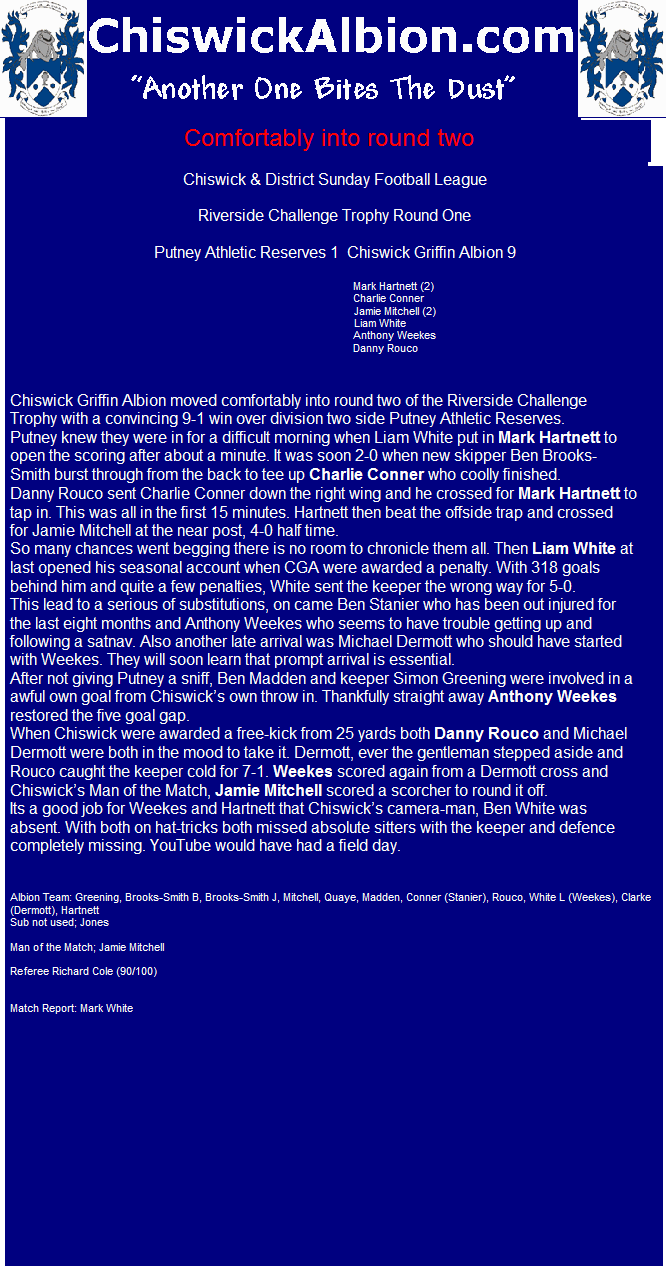 ChiswickAlbion.com
"Another One Bites The Dust"
Comfortably into round two
Chiswick & District Sunday Football League
Riverside Challenge Trophy Round One
Putney Athletic Reserves 1  Chiswick Griffin Albion 9
Mark Hartnett (2)
Charlie Conner
Jamie Mitchell (2)
Liam White
Anthony Weekes
Danny Rouco
Chiswick Griffin Albion moved comfortably into round two of the Riverside Challenge
Trophy with a convincing 9-1 win over division two side Putney Athletic Reserves.
Putney knew they were in for a difficult morning when Liam White put in Mark Hartnett to
open the scoring after about a minute. It was soon 2-0 when new skipper Ben Brooks-
Smith burst through from the back to tee up Charlie Conner who coolly finished.
Danny Rouco sent Charlie Conner down the right wing and he crossed for Mark Hartnett to
tap in. This was all in the first 15 minutes. Hartnett then beat the offside trap and crossed
for Jamie Mitchell at the near post, 4-0 half time.
So many chances went begging there is no room to chronicle them all. Then Liam White at
last opened his seasonal account when CGA were awarded a penalty. With 318 goals
behind him and quite a few penalties, White sent the keeper the wrong way for 5-0.
This lead to a serious of substitutions, on came Ben Stanier who has been out injured for
the last eight months and Anthony Weekes who seems to have trouble getting up and
following a satnav. Also another late arrival was Michael Dermott who should have started
with Weekes. They will soon learn that prompt arrival is essential.
After not giving Putney a sniff, Ben Madden and keeper Simon Greening were involved in a
awful own goal from Chiswick's own throw in. Thankfully straight away Anthony Weekes
restored the five goal gap.
When Chiswick were awarded a free-kick from 25 yards both Danny Rouco and Michael
Dermott were both in the mood to take it. Dermott, ever the gentleman stepped aside and
Rouco caught the keeper cold for 7-1. Weekes scored again from a Dermott cross and
Chiswick's Man of the Match, Jamie Mitchell scored a scorcher to round it off.
Its a good job for Weekes and Hartnett that Chiswick's camera-man, Ben White was
absent. With both on hat-tricks both missed absolute sitters with the keeper and defence
completely missing. YouTube would have had a field day.
Albion Team: Greening, Brooks-Smith B, Brooks-Smith J, Mitchell, Quaye, Madden, Conner (Stanier), Rouco, White L (Weekes), Clarke
(Dermott), Hartnett
Sub not used; Jones
Man of the Match; Jamie Mitchell
Referee Richard Cole (90/100)
Match Report: Mark White